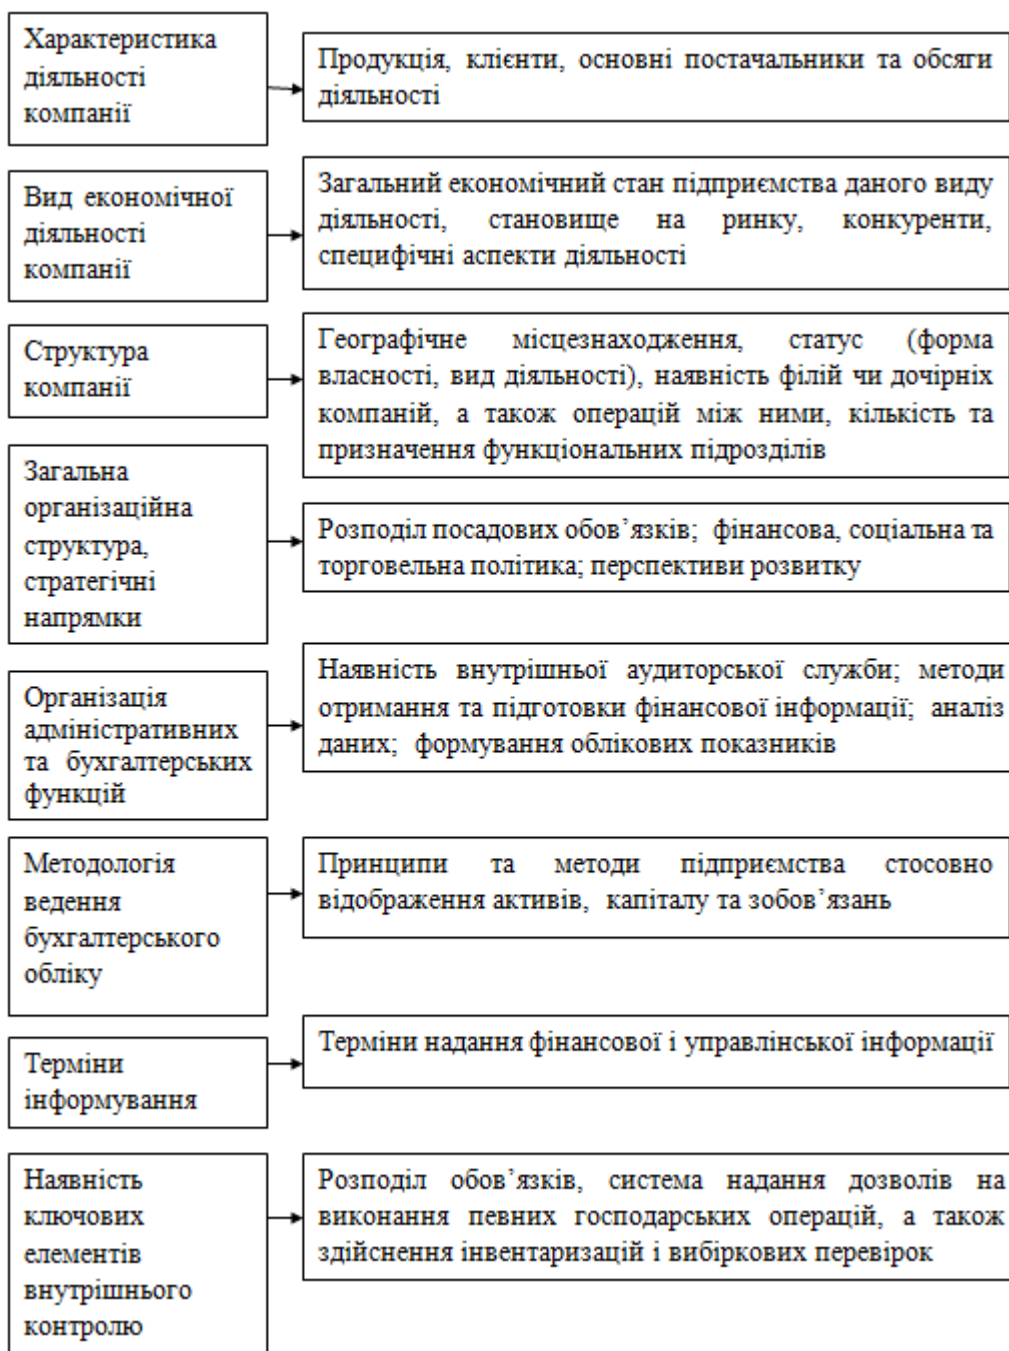 Характеристика
діяльності
компанії
Продукція, клієнти, основні постачальники та обсяги
діяльності
Вид економічної
діяльності
компанії
Загальний економічний стан підприємства даного виду
діяльності, становище на ринку, конкуренти,
специфічні аспекти діяльності
Структура
компанії
Географічне місцезнаходження, статус (форма
власності, вид діяльності), наявність філій чи дочірніх
компаній, а також операцій між ними, кількість та
призначення функціональних підрозділів
Загальна
організаційна
структура,
стратегічні
напрямки
Розподіл посадових обов’язків; фінансова, соціальна та
торговельна політика; перспективи розвитку
Організація
адміністративних
та бухгалтерських
функцій
Наявність внутрішньої аудиторської служби; методи
отримання та підготовки фінансової інформації; аналіз
даних; формування облікових показників
Методологія
ведення
бухгалтерського
обліку
Принципи та методи підприємства стосовно
відображення активів, капіталу та зобов’язань
Терміни
інформування
Терміни надання фінансової і управлінської інформації
Наявність
ключових
елементів
внутрішнього
контролю
Розподіл обов’язків, система надання дозволів на
виконання певних господарських операцій, а також
здійснення інвентаризацій і вибіркових перевірок